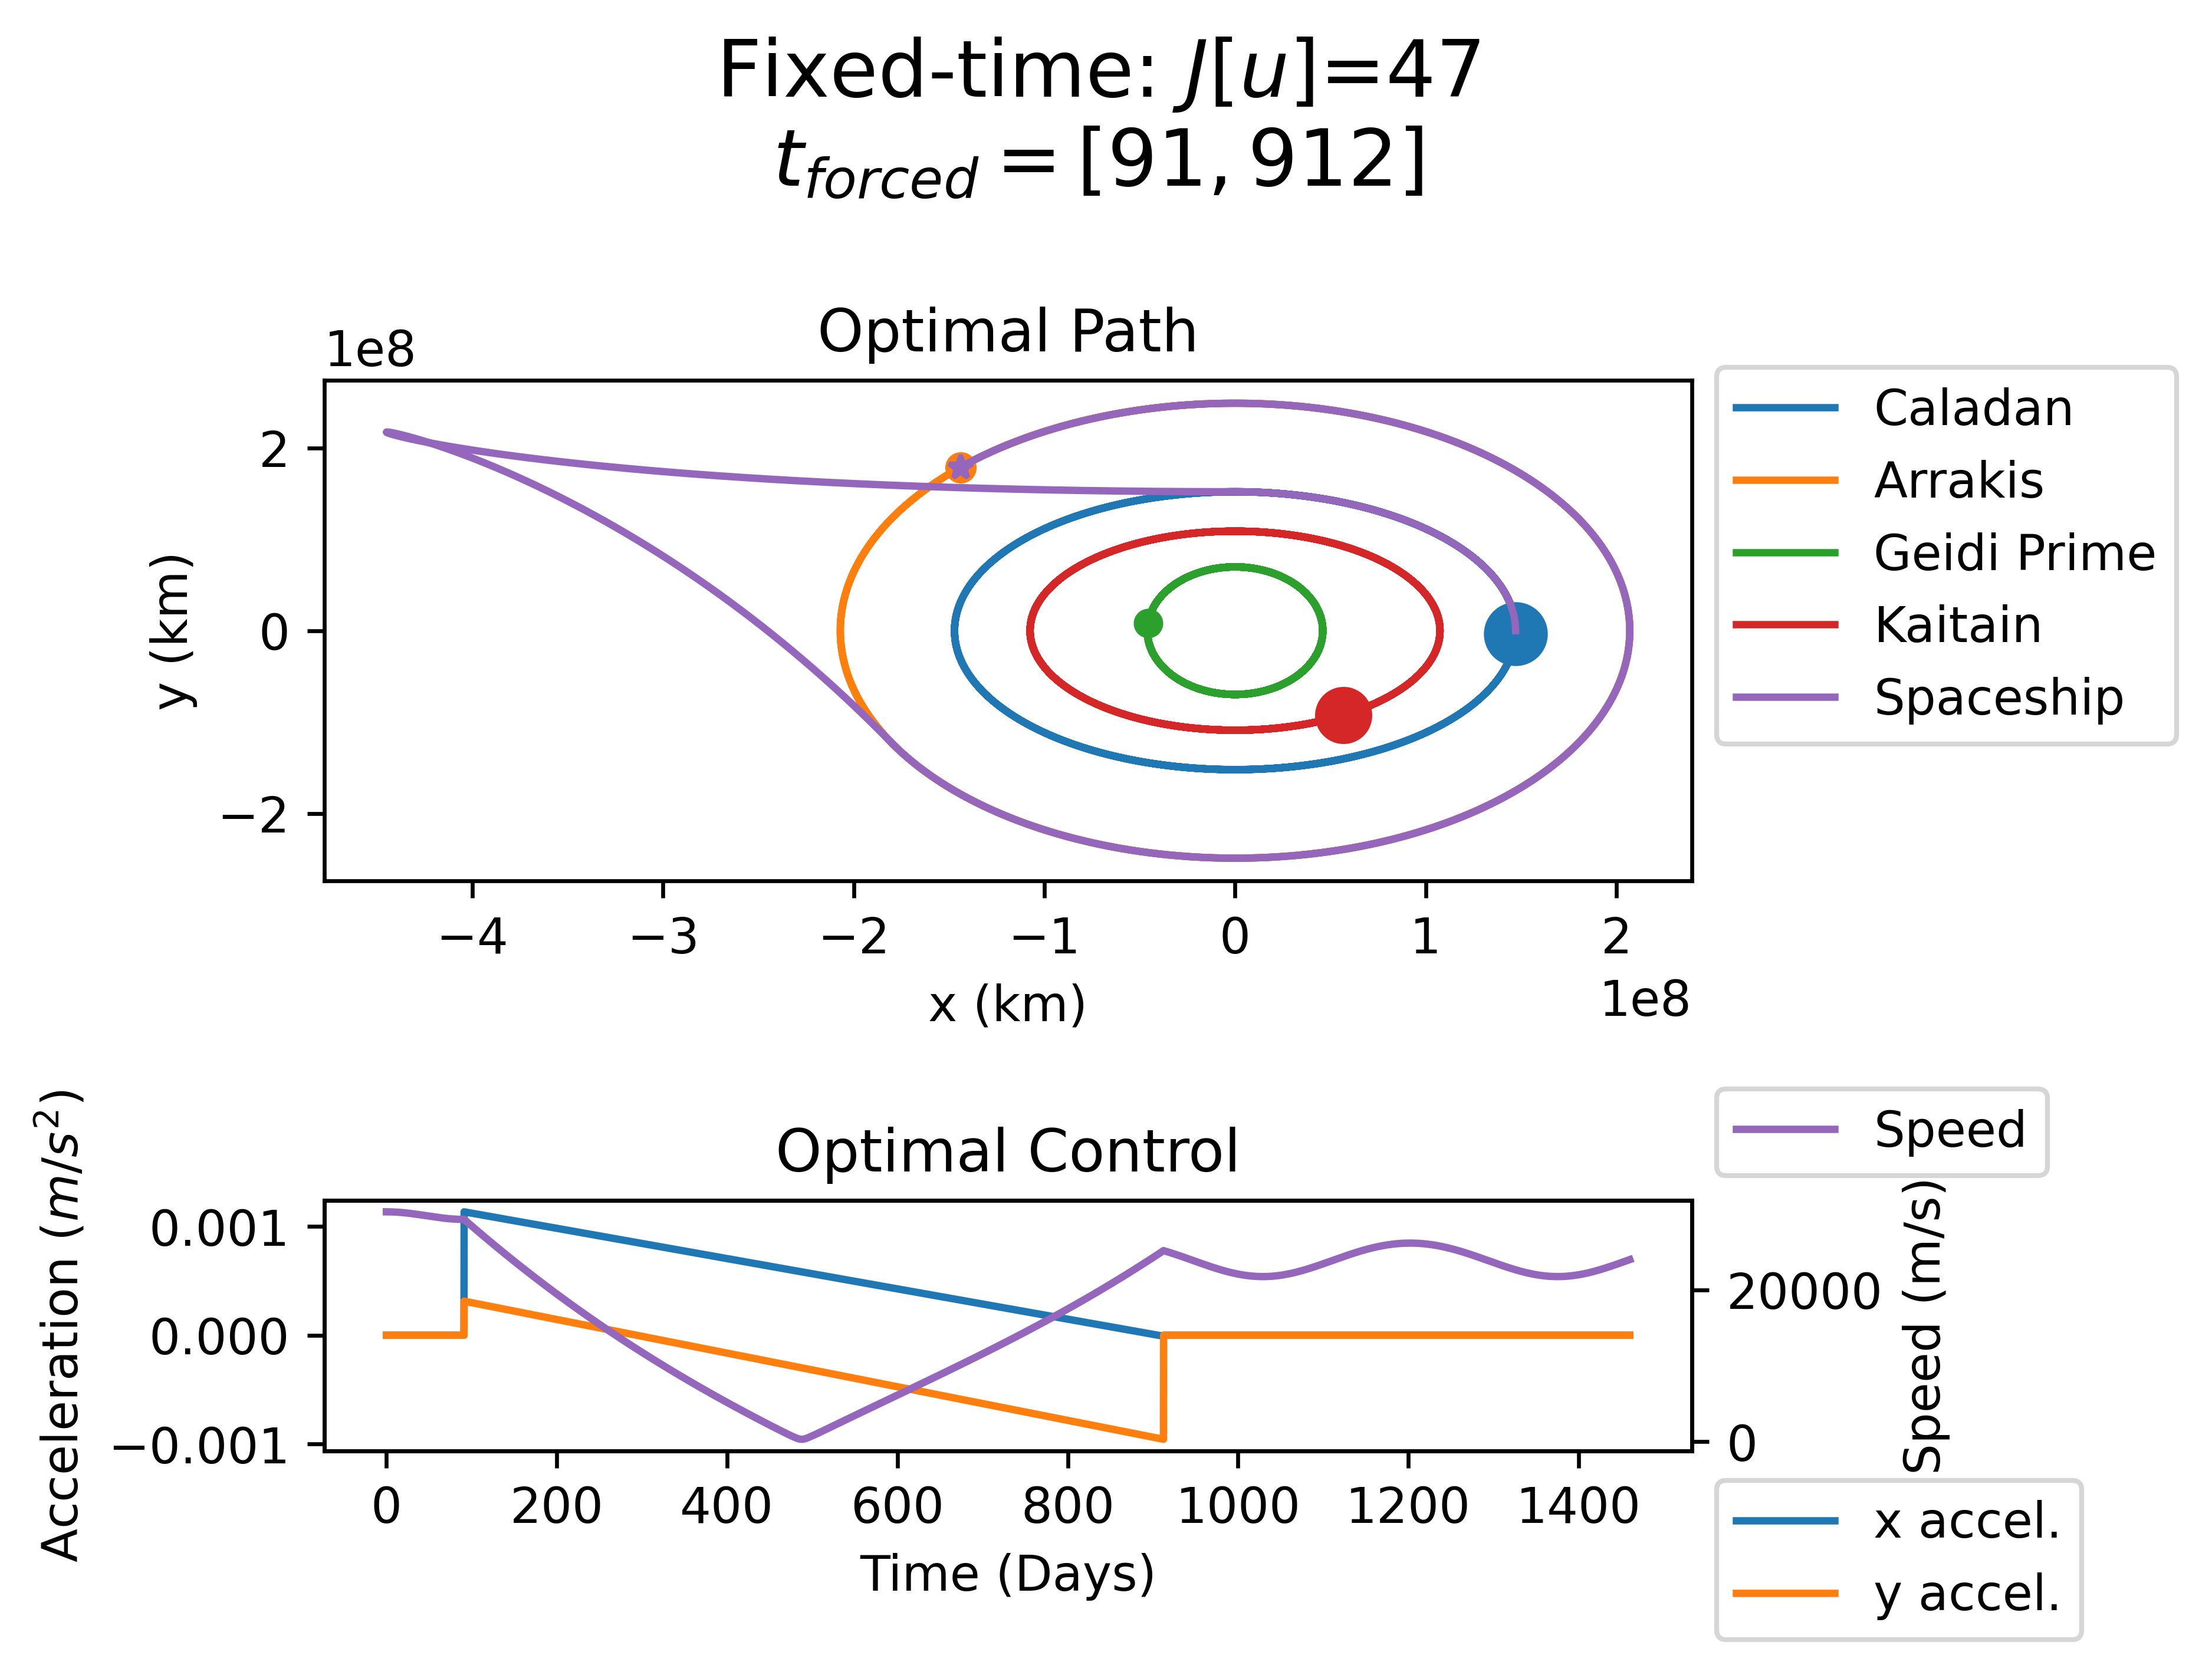 Fixed-time: J[u]=47
t_{forced} = [91, 912]
Optimal Path
1e8
2
0
−2
y (km)
−4 −3 −2 −1 0 1 2
x (km)
1e8
Caladan
Arrakis
Geidi Prime
Kaitain
Spaceship
Optimal Control
Acceleration (m/s²)
0.001
0.000
−0.001
0 200 400 600 800 1000 1200 1400
Time (Days)
20000
0
Speed (m/s)
Speed
x accel.
y accel.